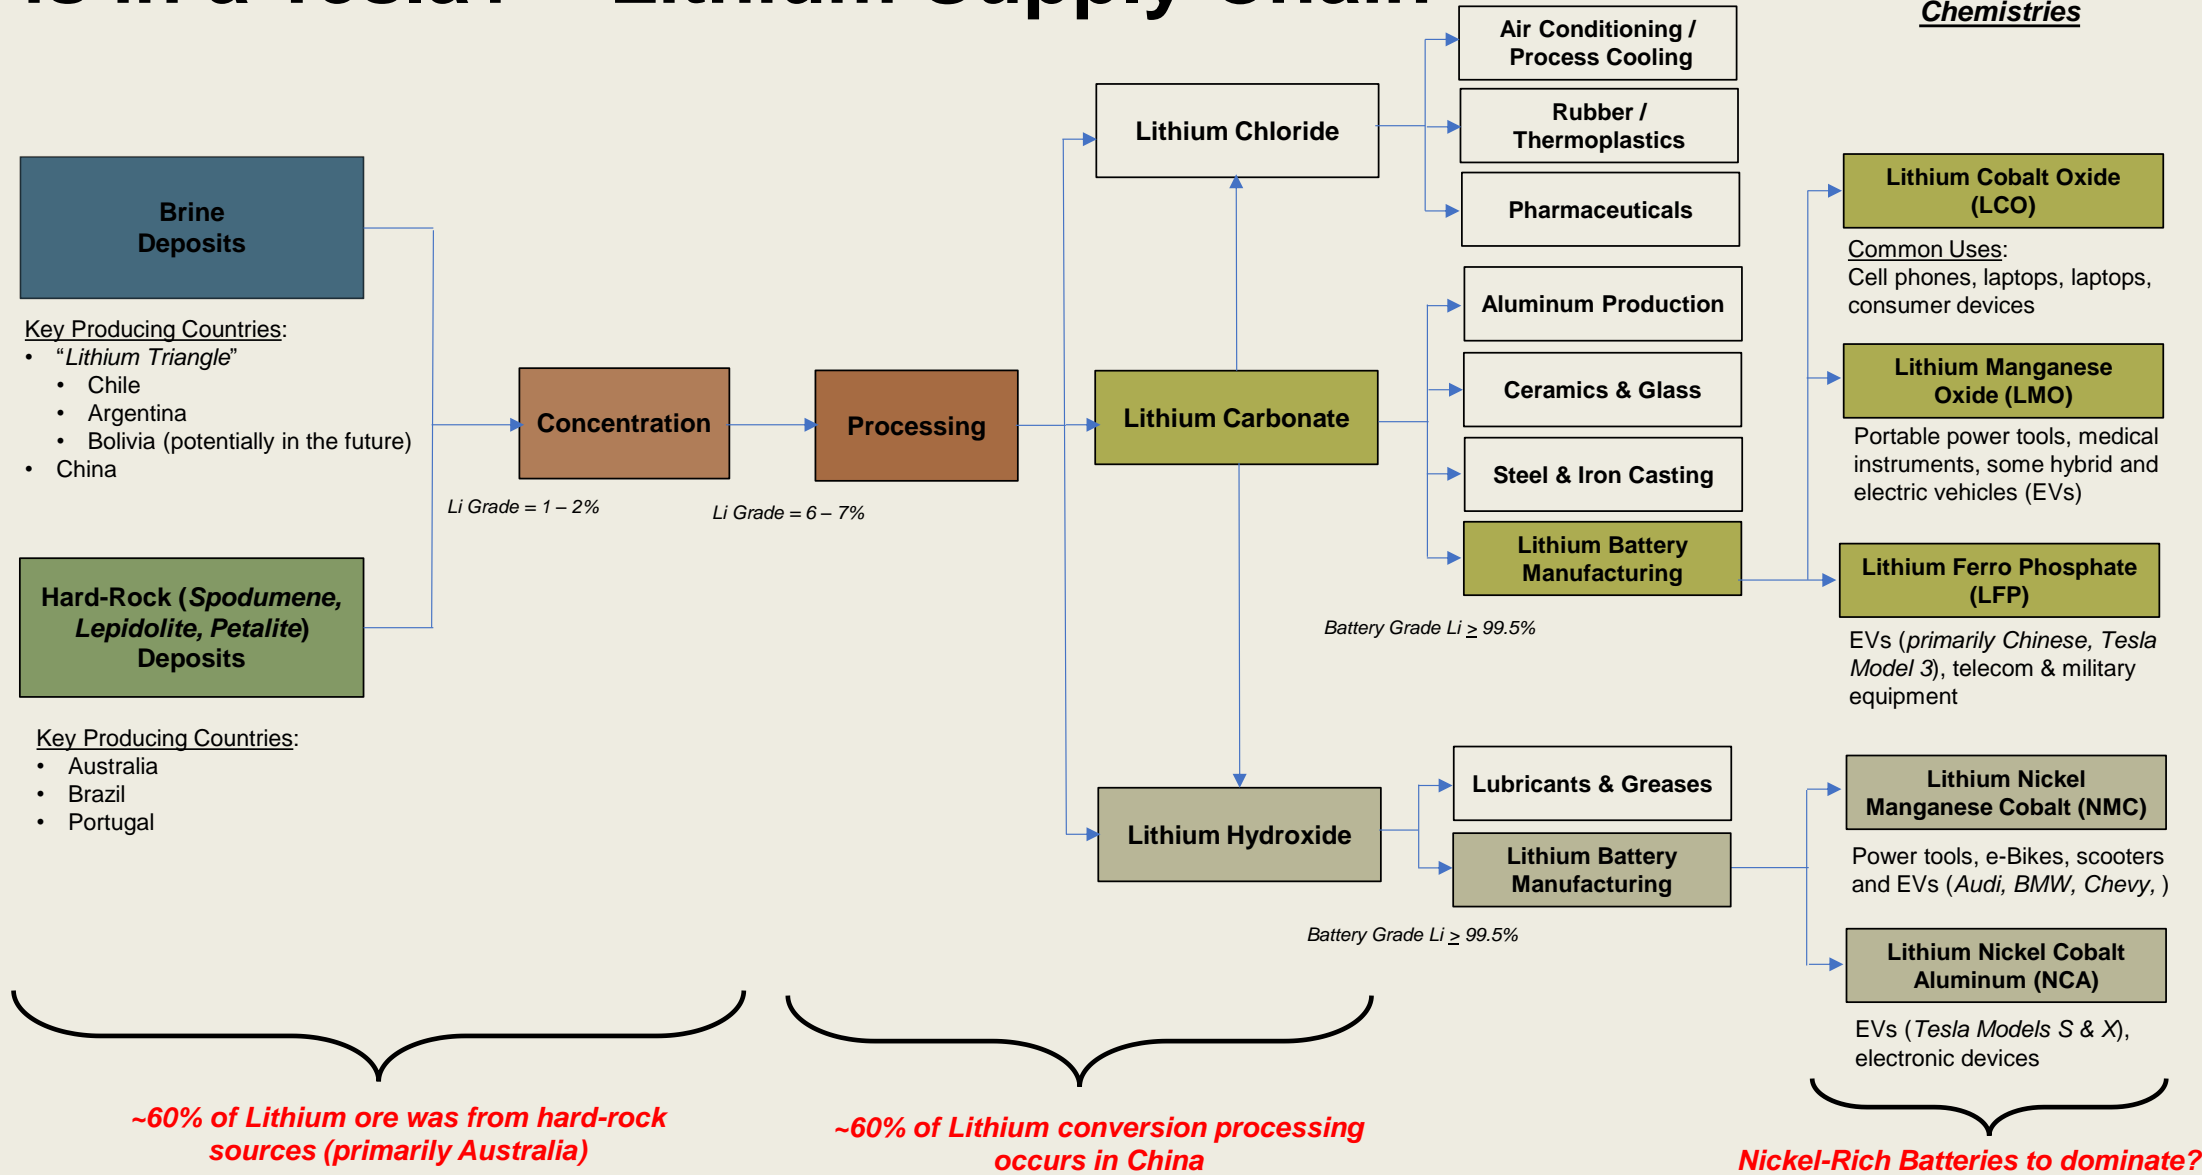 Chemistries
Air Conditioning /
Process Cooling
Rubber /
Thermoplastics
Pharmaceuticals
Lithium Chloride
Brine
Deposits
Key Producing Countries:
• “Lithium Triangle”
• Chile
• Argentina
• Bolivia (potentially in the future)
• China
Hard-Rock (Spodumene,
Lepidolite, Petalite)
Deposits
Key Producing Countries:
• Australia
• Brazil
• Portugal
Li Grade = 1 – 2%
Concentration
Li Grade = 6 – 7%
Processing
Lithium Carbonate
Aluminum Production
Ceramics & Glass
Steel & Iron Casting
Lithium Battery
Manufacturing
Battery Grade Li ≥ 99.5%
Lithium Hydroxide
Lubricants & Greases
Lithium Battery
Manufacturing
Battery Grade Li ≥ 99.5%
Lithium Cobalt Oxide
(LCO)
Common Uses:
Cell phones, laptops, laptops,
consumer devices
Lithium Manganese
Oxide (LMO)
Portable power tools, medical
instruments, some hybrid and
electric vehicles (EVs)
Lithium Ferro Phosphate
(LFP)
EVs (primarily Chinese, Tesla
Model 3), telecom & military
equipment
Lithium Nickel
Manganese Cobalt (NMC)
Power tools, e-Bikes, scooters
and EVs (Audi, BMW, Chevy, )
Lithium Nickel Cobalt
Aluminum (NCA)
EVs (Tesla Models S & X),
electronic devices
~60% of Lithium ore was from hard-rock
sources (primarily Australia)
~60% of Lithium conversion processing
occurs in China
Nickel-Rich Batteries to dominate?